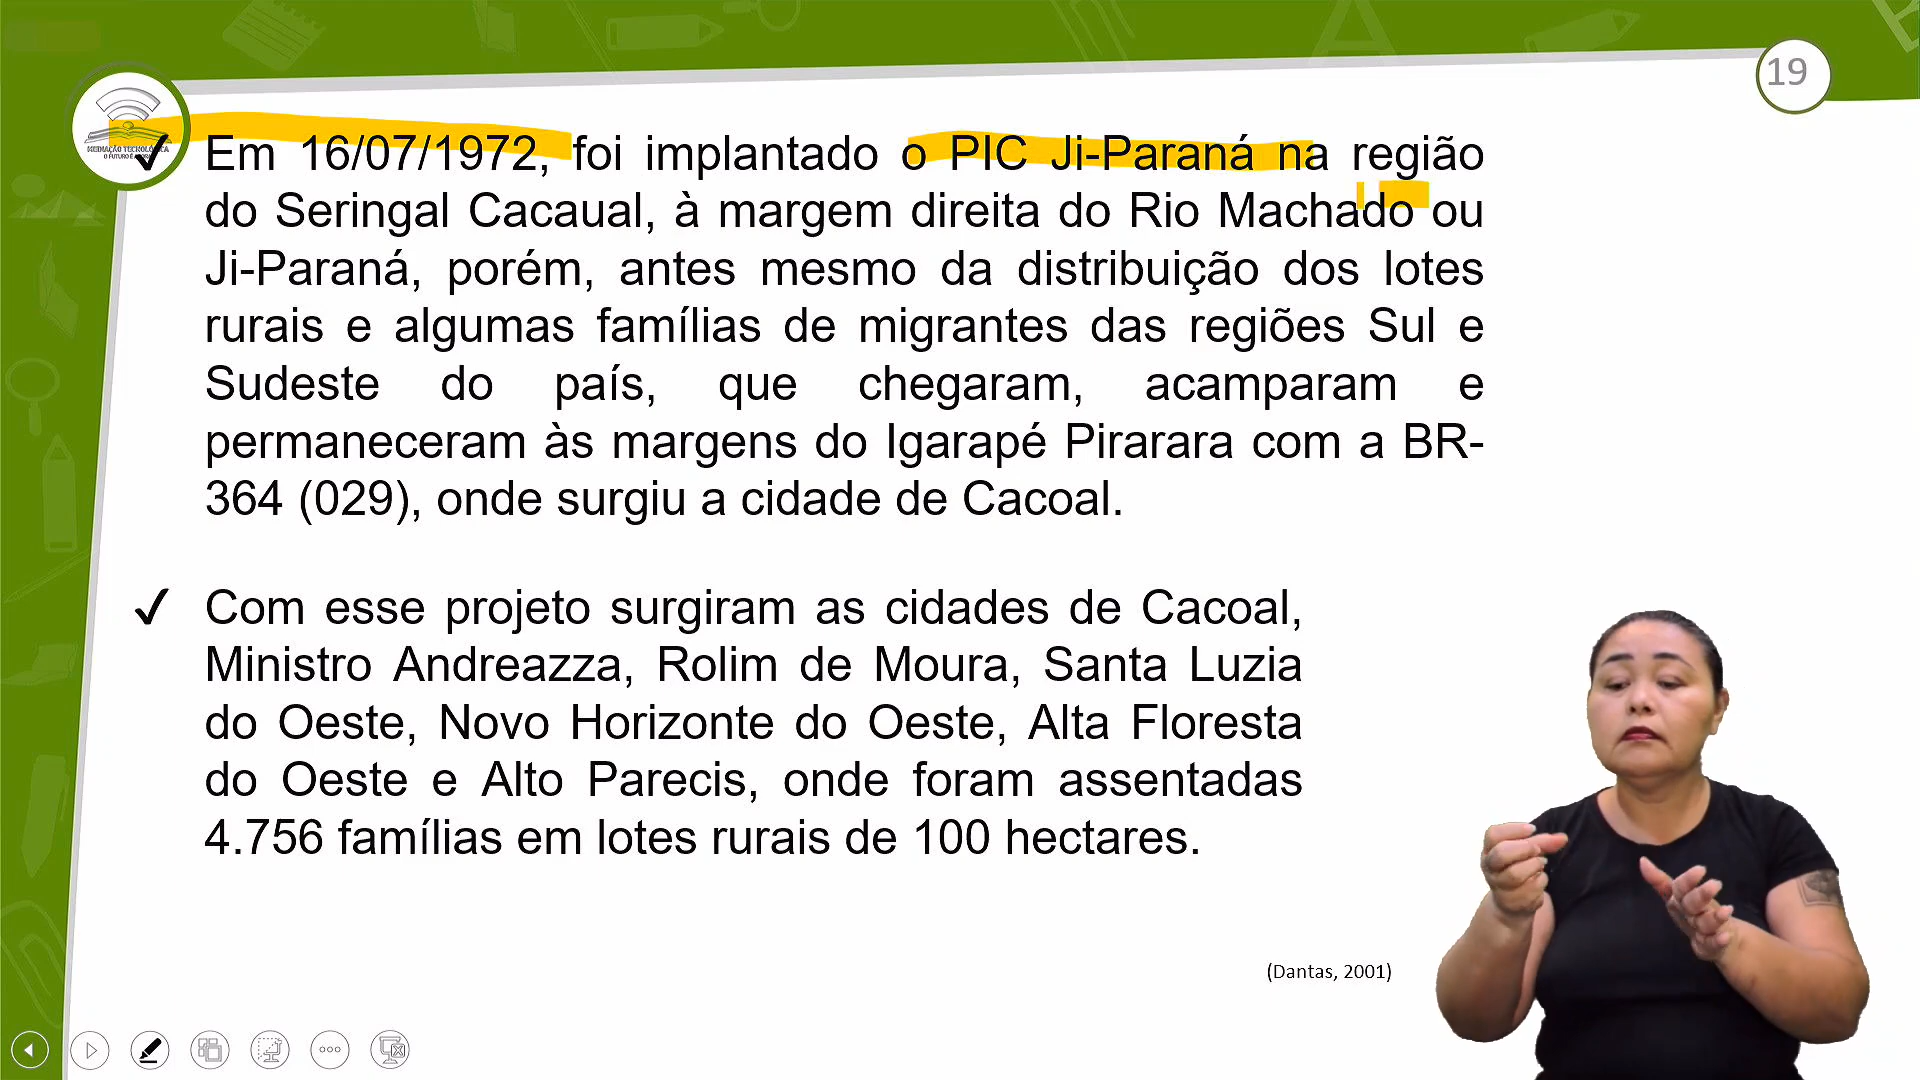 19
MEDIAÇÃO TECNOLÓGICA
✓ Em 16/07/1972, foi implantado o PIC Ji-Paraná na região
do Seringal Cacaual, à margem direita do Rio Machado ou
Ji-Paraná, porém, antes mesmo da distribuição dos lotes
rurais e algumas famílias de migrantes das regiões Sul e
Sudeste do país, que chegaram, acamparam e
permaneceram às margens do Igarapé Pirarara com a BR-
364 (029), onde surgiu a cidade de Cacoal.
✓ Com esse projeto surgiram as cidades de Cacoal,
Ministro Andreazza, Rolim de Moura, Santa Luzia
do Oeste, Novo Horizonte do Oeste, Alta Floresta
do Oeste e Alto Parecis, onde foram assentadas
4.756 famílias em lotes rurais de 100 hectares.
(Dantas, 2001)